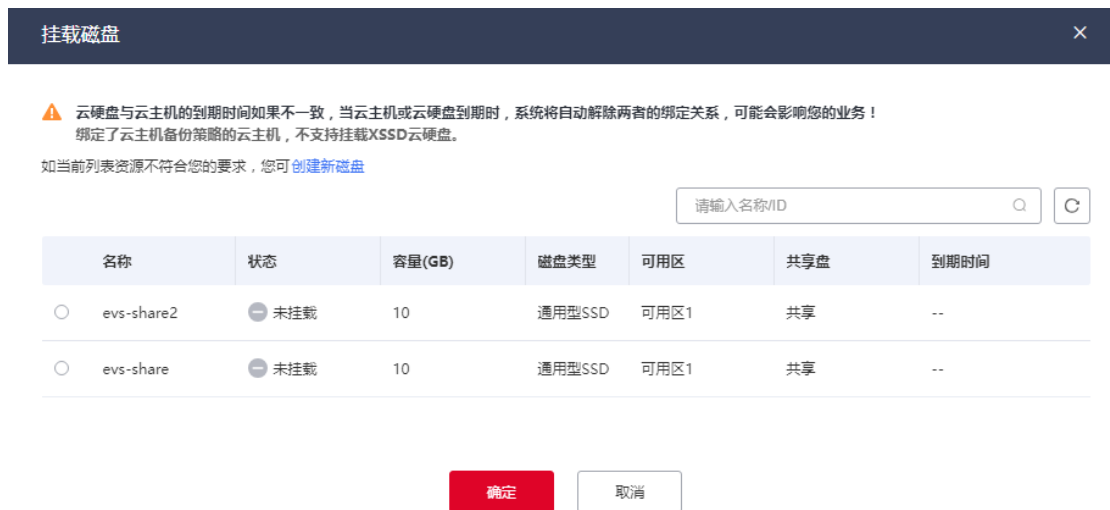 挂载磁盘
云硬盘与云主机的到期时间如果不一致，当云主机或云硬盘到期时，系统将自动解除两者的绑定关系，可能会影响您的业务！
绑定了云主机备份策略的云主机，不支持挂载XSSD云硬盘。
如当前列表资源不符合您的要求，您可创建新磁盘
请输入名称/ID
名称 状态 容量(GB) 磁盘类型 可用区 共享盘 到期时间
evs-share2 未挂载 10 通用型SSD 可用区1 共享 --
evs-share 未挂载 10 通用型SSD 可用区1 共享 --
确定 取消